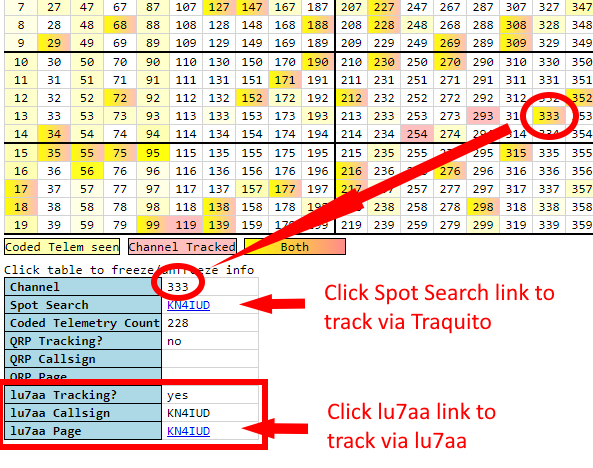 7 27 47 67 87 107 127 147 167 187 207 227 247 267 287 307 327 347
8 28 48 68 88 108 128 148 168 188 208 228 248 268 288 308 328 348
9 29 49 69 89 109 129 149 169 189 209 229 249 269 289 309 329 349
10 30 50 70 90 110 130 150 170 190 210 230 250 270 290 310 330 350
11 31 51 71 91 111 131 151 171 191 211 231 251 271 291 311 331 351
12 32 52 72 92 112 132 152 172 192 212 232 252 272 292 312 332 352
13 33 53 73 93 113 133 153 173 193 213 233 253 273 293 333 353
14 34 54 74 94 114 134 154 174 194 214 234 254 274 314 334 354
15 35 55 75 95 115 135 155 175 195 215 235 255 275 295 315 335 355
16 36 56 76 96 116 136 156 176 196 216 236 256 276 296 316 336 356
17 37 57 77 97 117 137 157 177 197 217 257 277 297 317 337 357
18 38 58 78 98 118 138 158 178 238 258 278 298 318 338 358
19 39 59 79 99 119 139 159 219 239 259 279 299 319 339 359
Coded Telem seen Channel Tracked Both
Click table to freeze/unfreeze info
Channel 333
Spot Search KN4IUD
Coded Telemetry Count 228
QRP Tracking? no
QRP Callsign
QRP Page
lu7aa Tracking? yes
lu7aa Callsign KN4IUD
lu7aa Page KN4IUD
Click Spot Search link to
track via Traquito
Click lu7aa link to
track via lu7aa